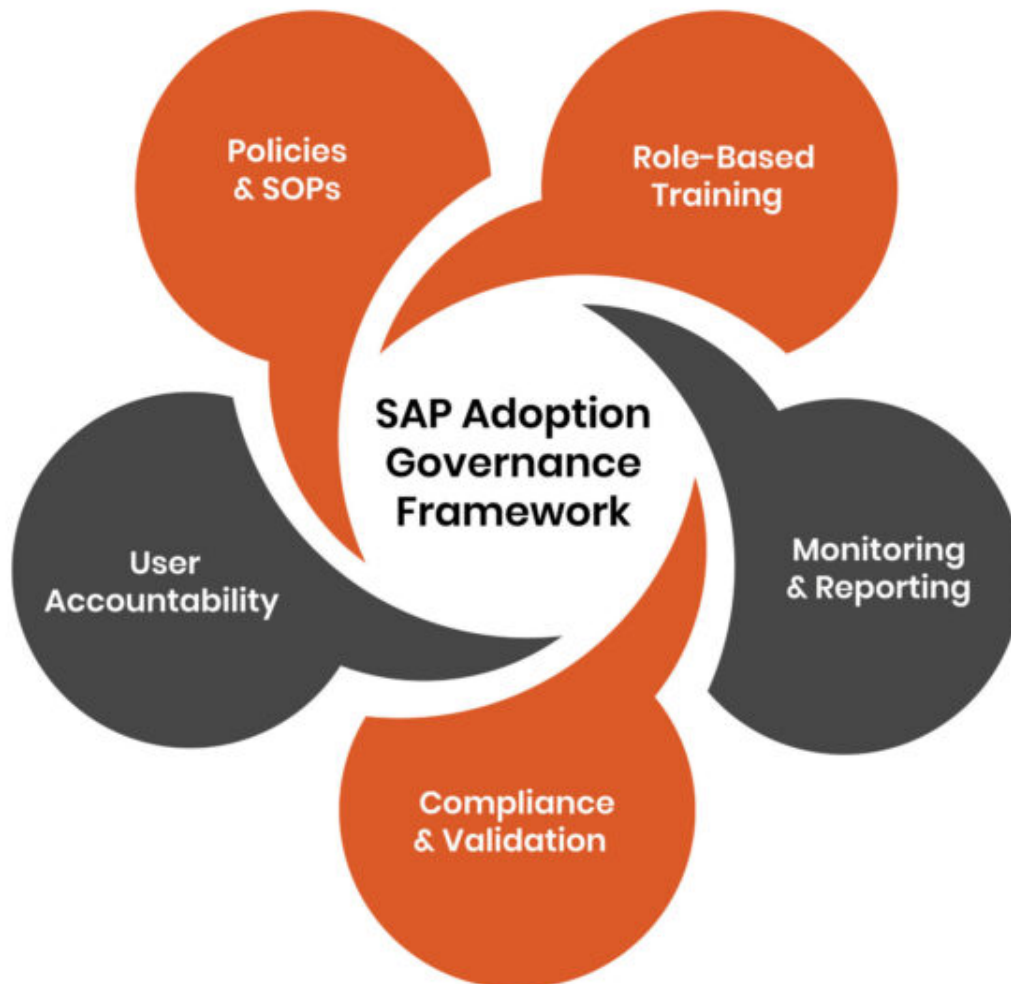 Policies
& SOPs
Role-Based
Training
SAP Adoption
Governance
Framework
User
Accountability
Monitoring
& Reporting
Compliance
& Validation